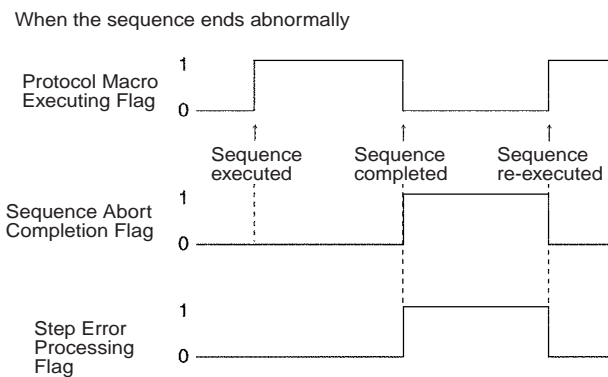 When the sequence ends abnormally
1
Protocol Macro
Executing Flag
0
Sequence executed
Sequence completed
Sequence re-executed
1
Sequence Abort
Completion Flag
0
1
Step Error
Processing
Flag
0